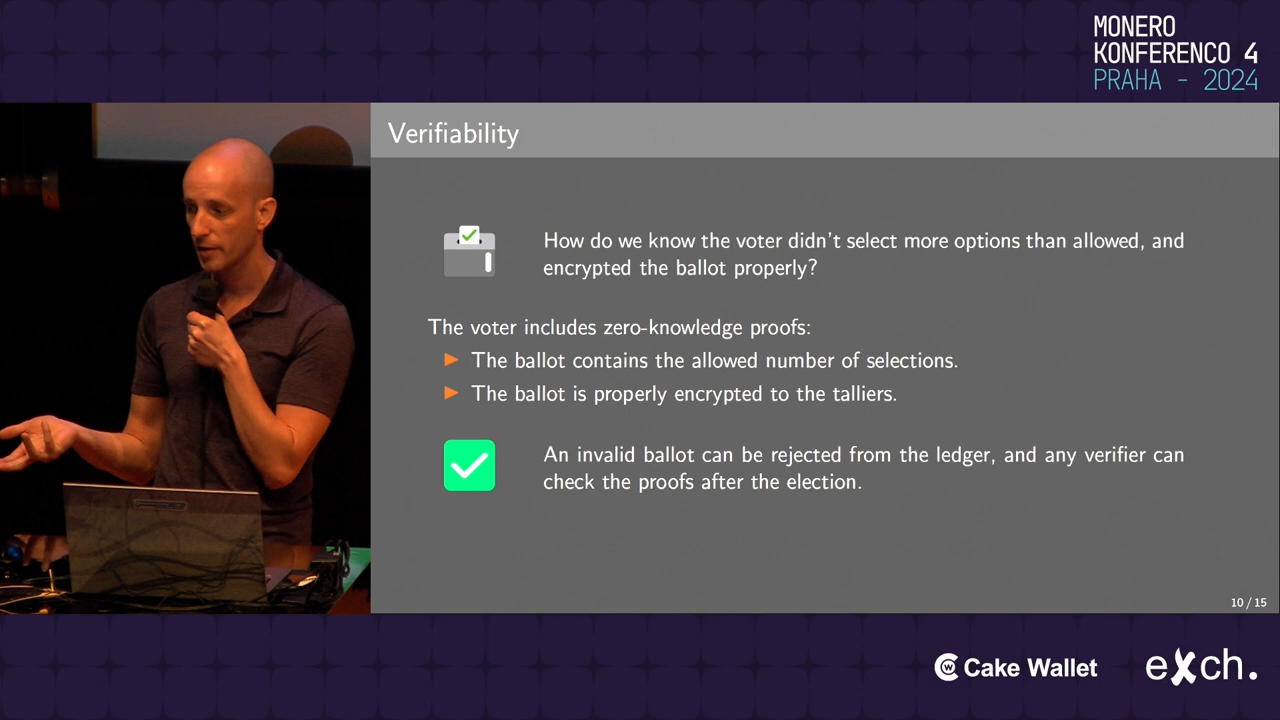 MONERO
KONFERENCO 4
PRAHA - 2024
Verifiability
How do we know the voter didn't select more options than allowed, and
encrypted the ballot properly?
The voter includes zero-knowledge proofs:
The ballot contains the allowed number of selections.
The ballot is properly encrypted to the talliers.
An invalid ballot can be rejected from the ledger, and any verifier can
check the proofs after the election.
10 / 15
Cake Wallet
eXch.